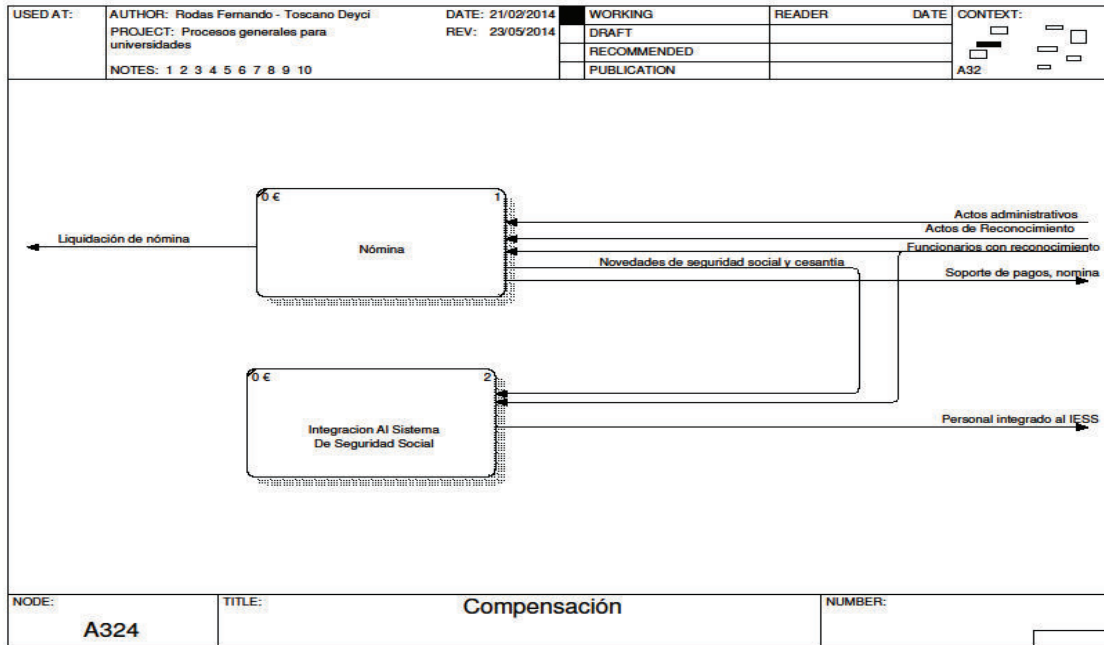 USED AT:
AUTHOR: Rodas Fernando - Toscano Deyci
DATE: 21/02/2014
PROJECT: Procesos generales para
universidades
REV: 23/05/2014
NOTES: 1 2 3 4 5 6 7 8 9 10
WORKING
DRAFT
RECOMMENDED
PUBLICATION
READER
DATE
CONTEXT:
A32
0 €
1
Nómina
Liquidación de nómina
Actos administrativos
Actos de Reconocimiento
Funcionarios con reconocimiento
Novedades de seguridad social y cesantía
Soporte de pagos, nomina
0 €
2
Integracion Al Sistema
De Seguridad Social
Personal integrado al IESS
NODE:
A324
TITLE:
Compensación
NUMBER: